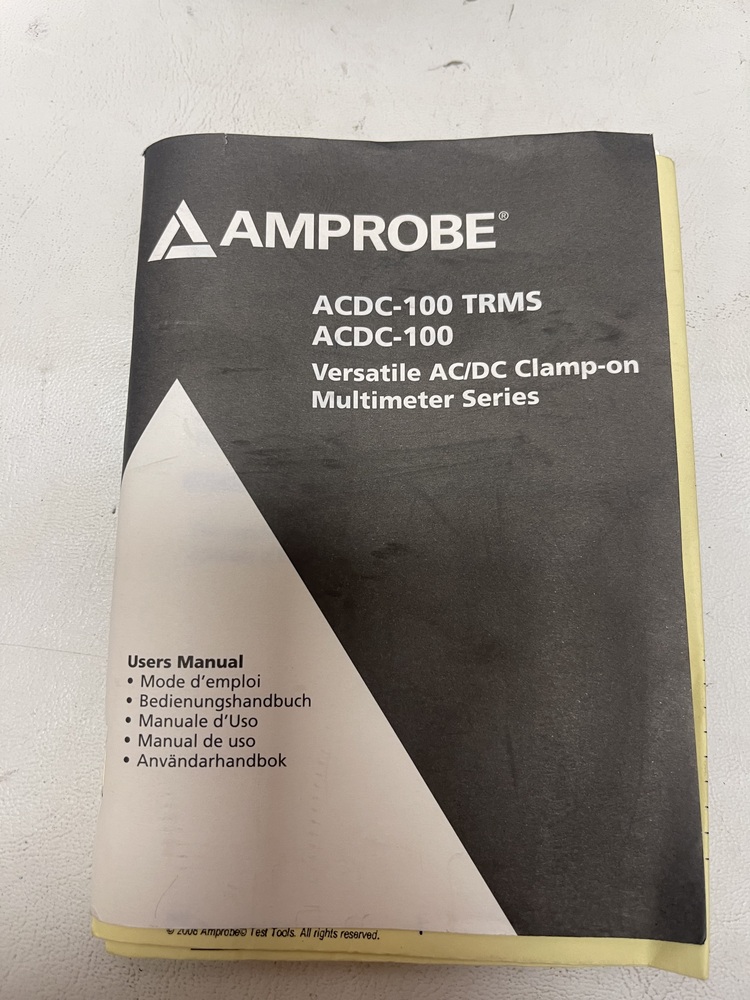 AMPROBE®
ACDC-100 TRMS
ACDC-100
Versatile AC/DC Clamp-on
Multimeter Series
Users Manual
• Mode d’emploi
• Bedienungshandbuch
• Manuale d’Uso
• Manual de uso
• Användarhandbok
© 2008 Amprobe® Test Tools. All rights reserved.